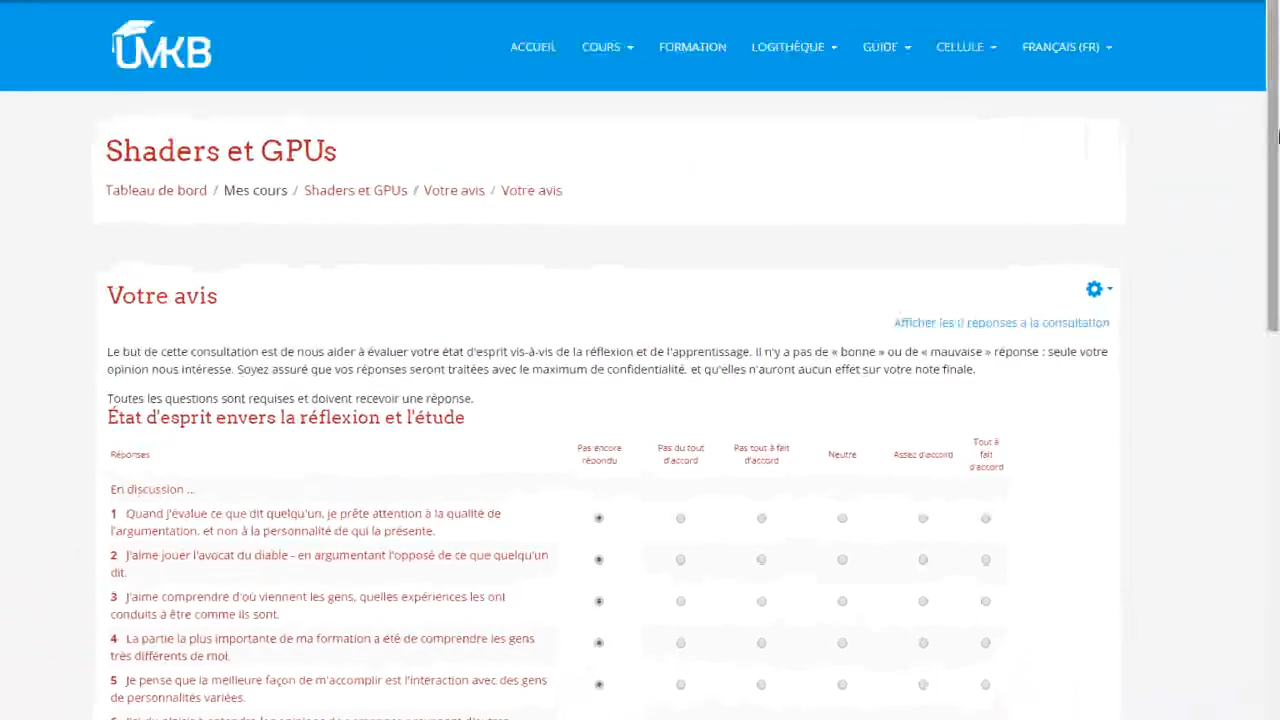 UMKB
ACCUEIL COURS FORMATION LOGITHÈQUE GUIDE CELLULE FRANÇAIS (FR)
Shaders et GPUs
Tableau de bord / Mes cours / Shaders et GPUs / Votre avis / Votre avis
Votre avis
Afficher les réponses à la consultation
Le but de cette consultation est de nous aider à évaluer votre état d'esprit vis-à-vis de la réflexion et de l'apprentissage. Il n'y a pas de « bonne » ou de « mauvaise » réponse : seule votre
opinion nous intéresse. Soyez assuré que vos réponses seront traitées avec le maximum de confidentialité, et qu'elles n'auront aucun effet sur votre note finale.
Toutes les questions sont requises et doivent recevoir une réponse.
État d'esprit envers la réflexion et l'étude
Réponses
Pas encore
répondu
Pas du tout
d'accord
Pas tout à fait
d'accord
Neutre
Assez d'accord
Tout à
fait
d'accord
En discussion ...
1 Quand j'évalue ce que dit quelqu'un, je prête attention à la qualité de
l'argumentation, et non à la personnalité de qui la présente.
2 J'aime jouer l'avocat du diable - en argumentant l'opposé de ce que quelqu'un
dit.
3 J'aime comprendre d'où viennent les gens, quelles expériences les ont
conduits à être comme ils sont.
4 La partie la plus importante de ma formation a été de comprendre les gens
très différents de moi.
5 Je pense que la meilleure façon de m'accomplir est l'interaction avec des gens
de personnalités variées.